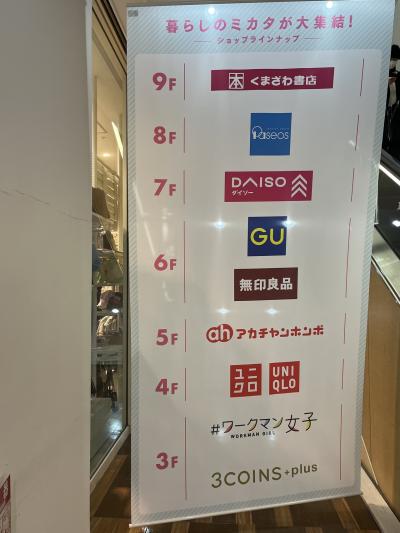 暮らしのミカタが大集結!
ショップラインナップ
9F 本 くまざわ書店
8F Paseos
7F DAISO
ダイソー
6F GU
無印良品
5F ah アカチャンホンポ
4F ユニクロ UNIQLO
3F #ワークマン女子
WORKMAN GIRL
3COINS+plus